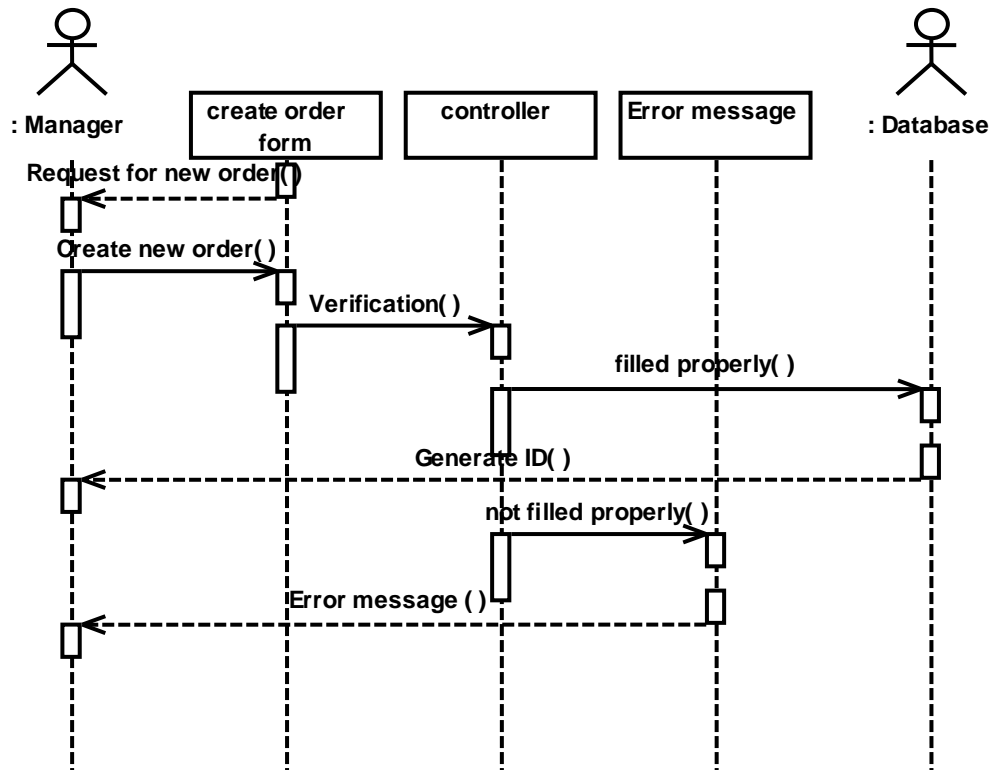 : Manager
create order
form
controller
Error message
: Database
Request for new order( )
Create new order( )
Verification( )
filled properly( )
Generate ID( )
not filled properly( )
Error message ( )